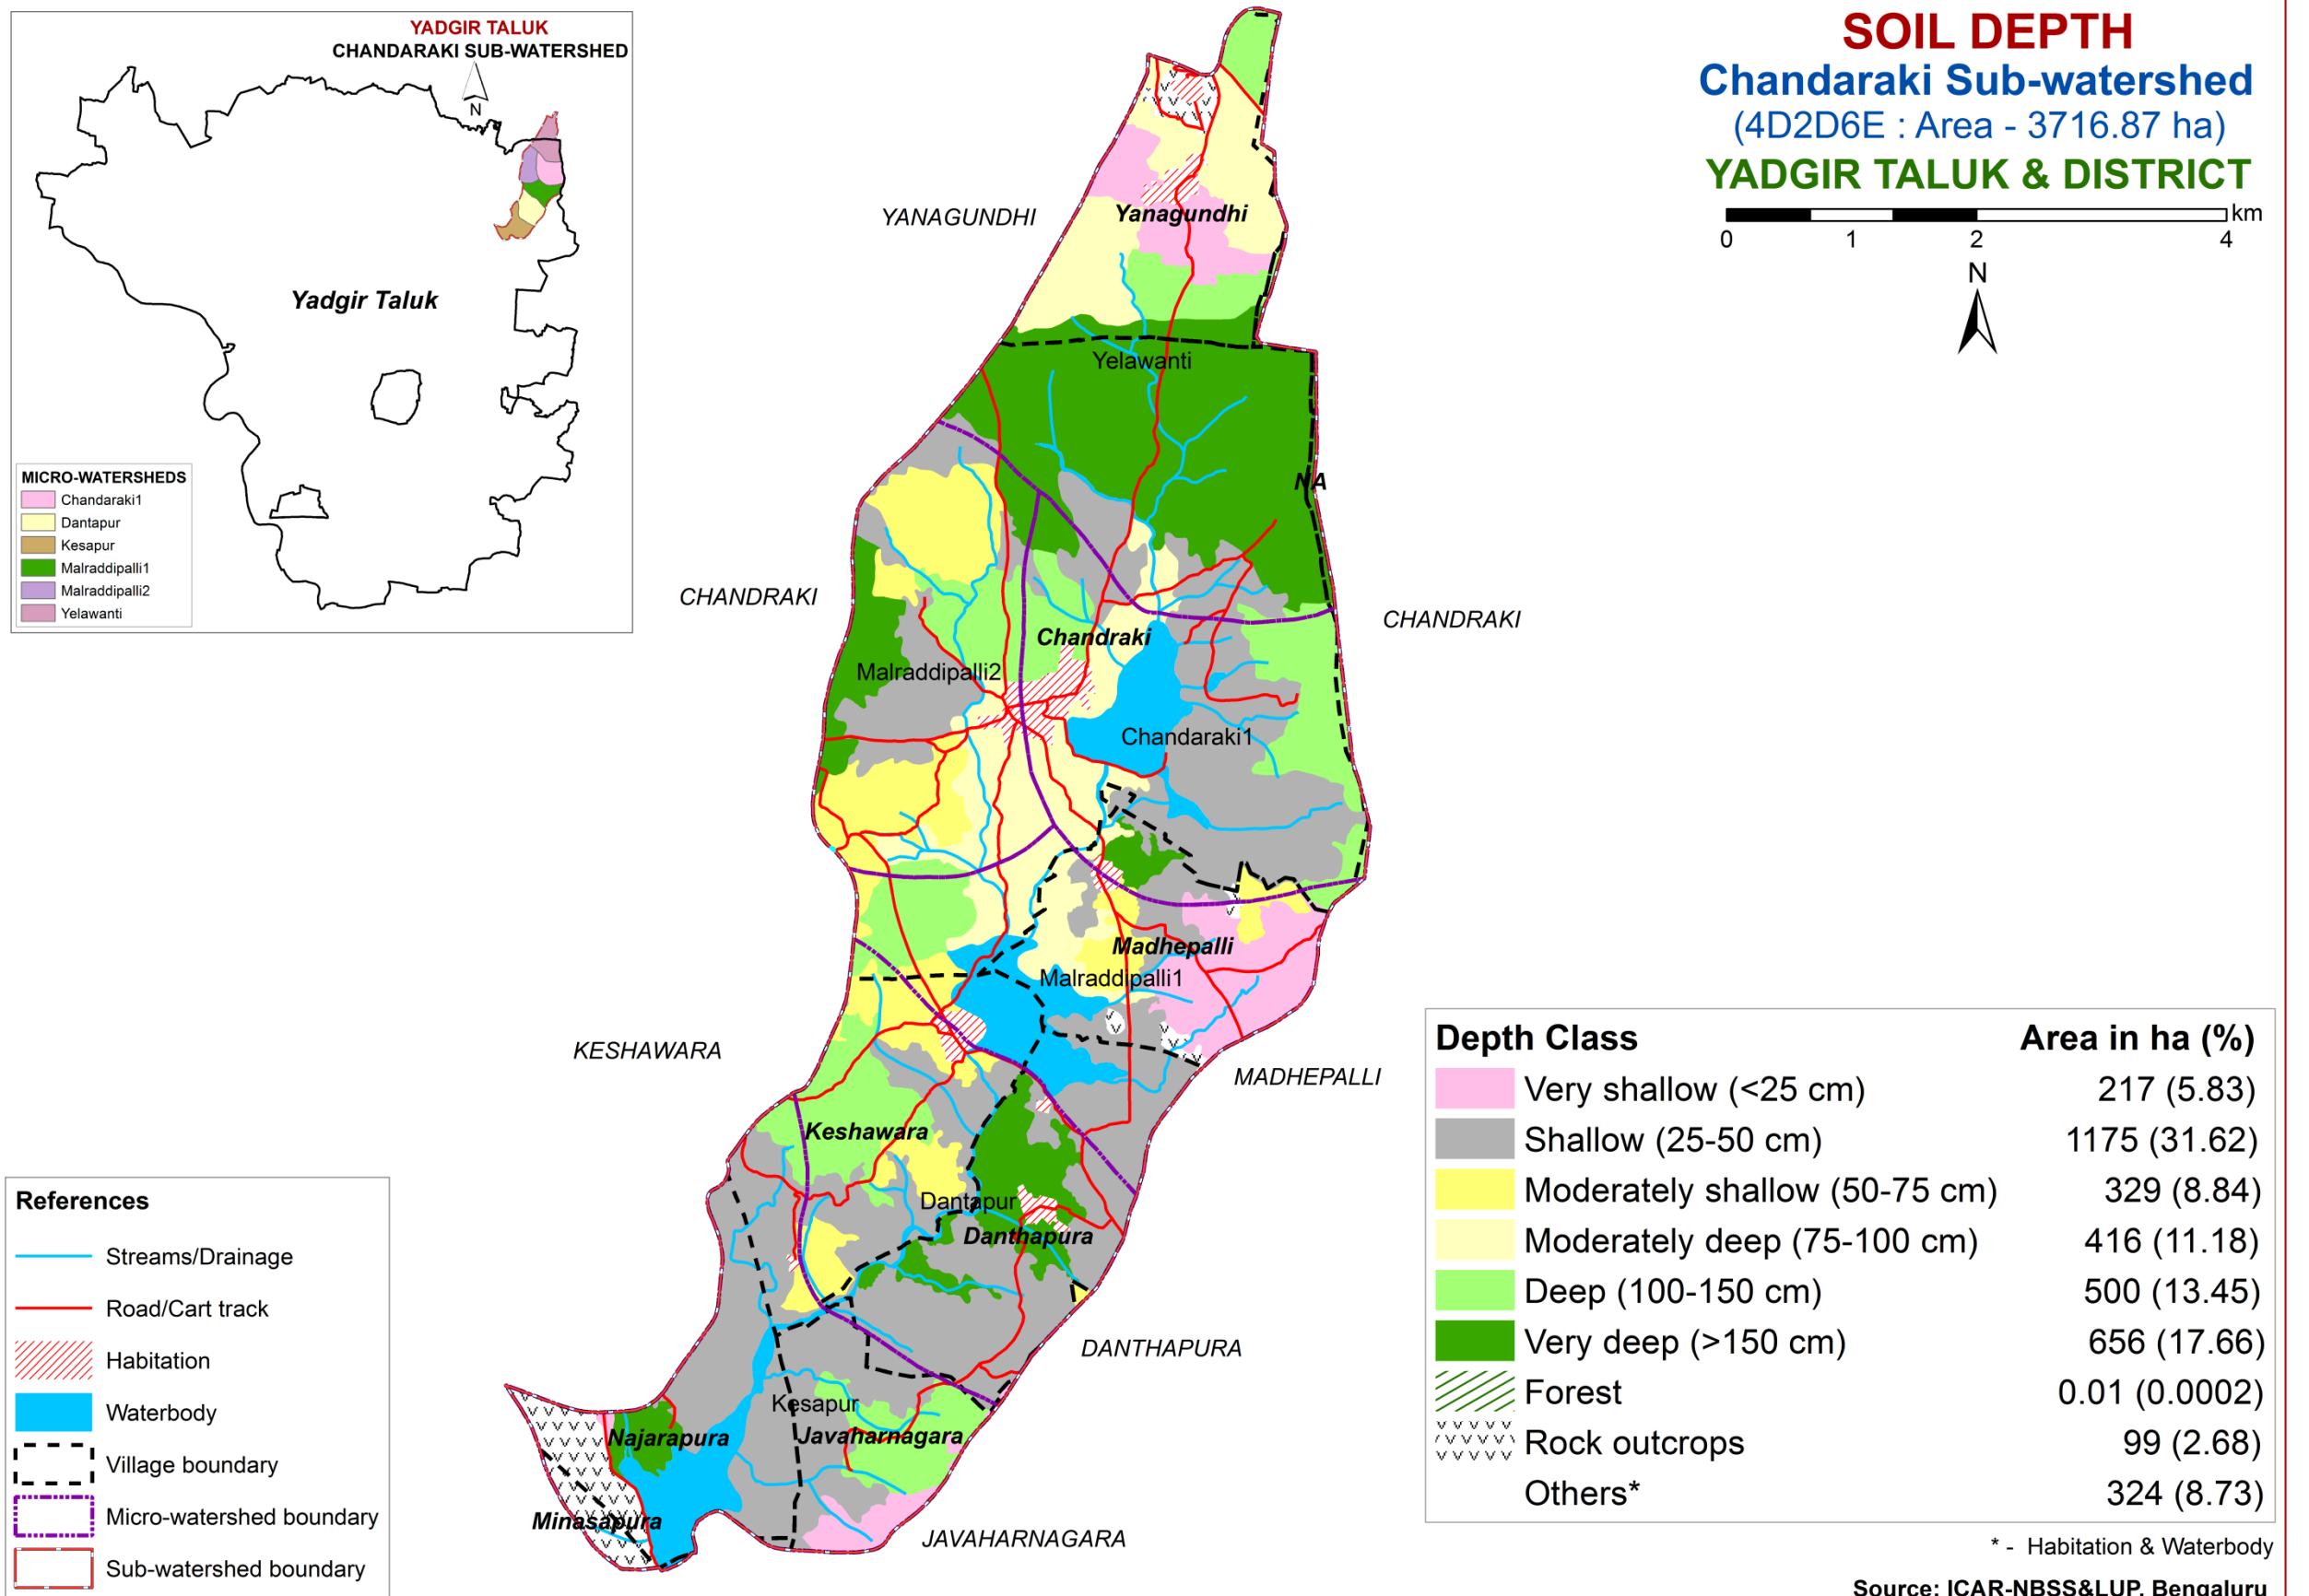 YADGIR TALUK
CHANDARAKI SUB-WATERSHED
N
Yadgir Taluk
MICRO-WATERSHEDS
Chandaraki1
Dantapur
Kesapur
Malraddipalli1
Malraddipalli2
Yelawanti
SOIL DEPTH
Chandaraki Sub-watershed
(4D2D6E : Area - 3716.87 ha)
YADGIR TALUK & DISTRICT
km
0 1 2 4
N
YANAGUNDHI
Yanagundhi
Yelawanti
NA
CHANDRAKI
CHANDRAKI
Chandraki
Malraddipalli2
Chandaraki1
Madhepalli
Malraddipalli1
KESHAWARA
MADHEPALLI
Keshawara
Dantapur
Danthapura
DANTHAPURA
Kesapur
Najarapura
Javaharnagara
Minasapura
JAVAHARNAGARA
References
Streams/Drainage
Road/Cart track
Habitation
Waterbody
Village boundary
Micro-watershed boundary
Sub-watershed boundary
Depth Class Area in ha (%)
Very shallow (<25 cm) 217 (5.83)
Shallow (25-50 cm) 1175 (31.62)
Moderately shallow (50-75 cm) 329 (8.84)
Moderately deep (75-100 cm) 416 (11.18)
Deep (100-150 cm) 500 (13.45)
Very deep (>150 cm) 656 (17.66)
Forest 0.01 (0.0002)
Rock outcrops 99 (2.68)
Others* 324 (8.73)
* - Habitation & Waterbody
Source: ICAR-NBSS&LUP, Bengaluru